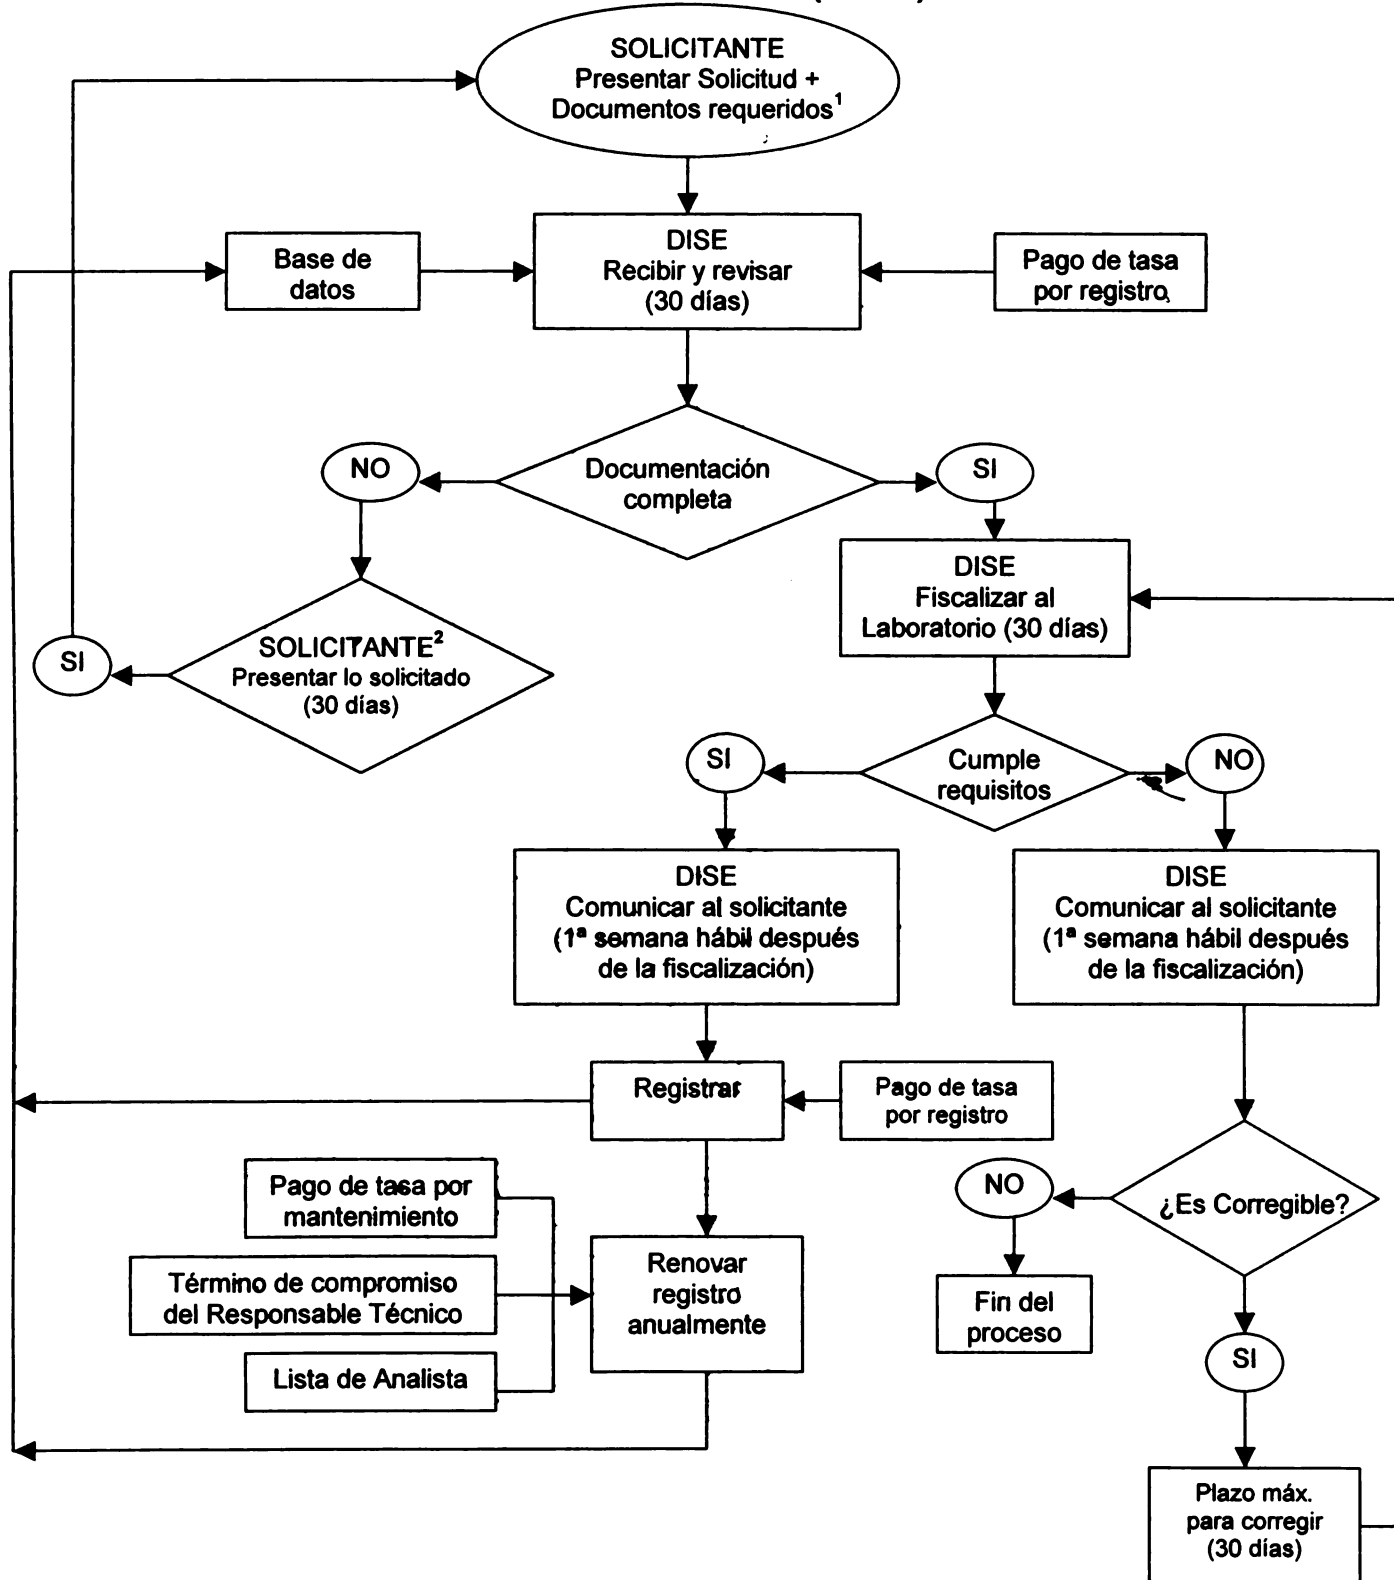 SOLICITANTE
Presentar Solicitud +
Documentos requeridos¹
Base de
datos
DISE
Recibir y revisar
(30 días)
Pago de tasa
por registro
NO
Documentación
completa
SI
DISE
Fiscalizar al
Laboratorio (30 días)
SI
SOLICITANTE²
Presentar lo solicitado
(30 días)
SI
Cumple
requisitos
NO
DISE
Comunicar al solicitante
(1ª semana hábil después
de la fiscalización)
DISE
Comunicar al solicitante
(1ª semana hábil después
de la fiscalización)
Registrar
Pago de tasa
por registro
Pago de tasa por
mantenimiento
NO
¿Es Corregible?
Término de compromiso
del Responsable Técnico
Renovar
registro
anualmente
Fin del
proceso
Lista de Analista
SI
Plazo máx.
para corregir
(30 días)